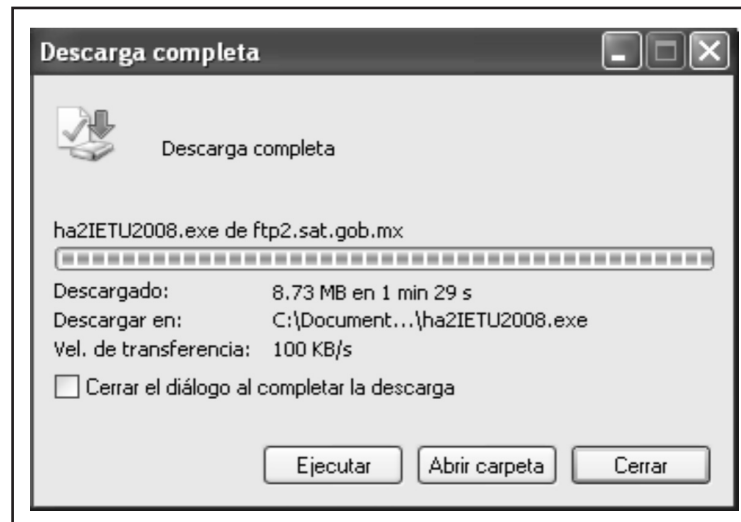 Descarga completa
Descarga completa
ha2IETU2008.exe de ftp2.sat.gob.mx
Descargado: 8.73 MB en 1 min 29 s
Descargar en: C:\Document...\ha2IETU2008.exe
Vel. de transferencia: 100 KB/s
Cerrar el diálogo al completar la descarga
Ejecutar Abrir carpeta Cerrar